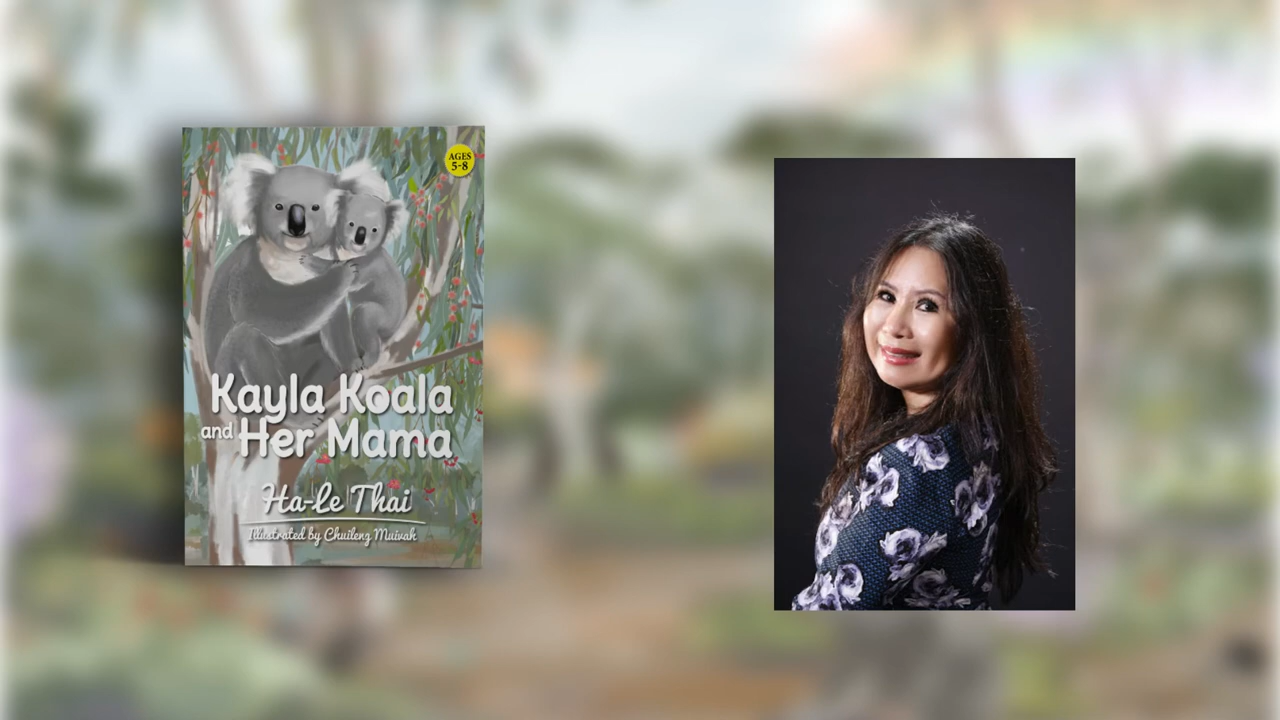 AGES
5-8
Kayla Koala
and Her Mama
Ha-Le Thai
Illustrated by Chuileng Muivah